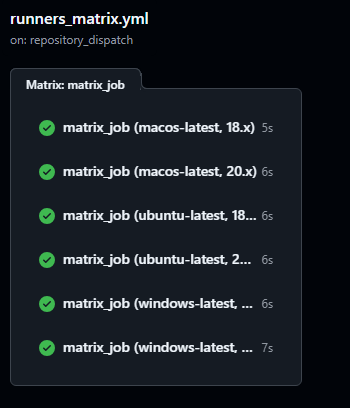 runners_matrix.yml
on: repository_dispatch
Matrix: matrix_job
matrix_job (macos-latest, 18.x) 5s
matrix_job (macos-latest, 20.x) 6s
matrix_job (ubuntu-latest, 18... 6s
matrix_job (ubuntu-latest, 2... 6s
matrix_job (windows-latest, ... 6s
matrix_job (windows-latest, ... 7s